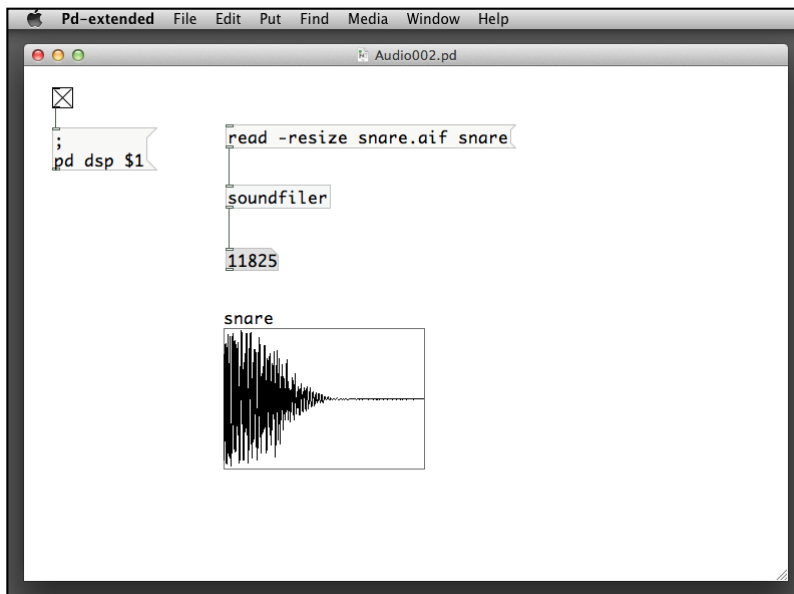 Pd-extended File Edit Put Find Media Window Help
Audio002.pd
;
pd dsp $1
read -resize snare.aif snare
soundfiler
11825
snare